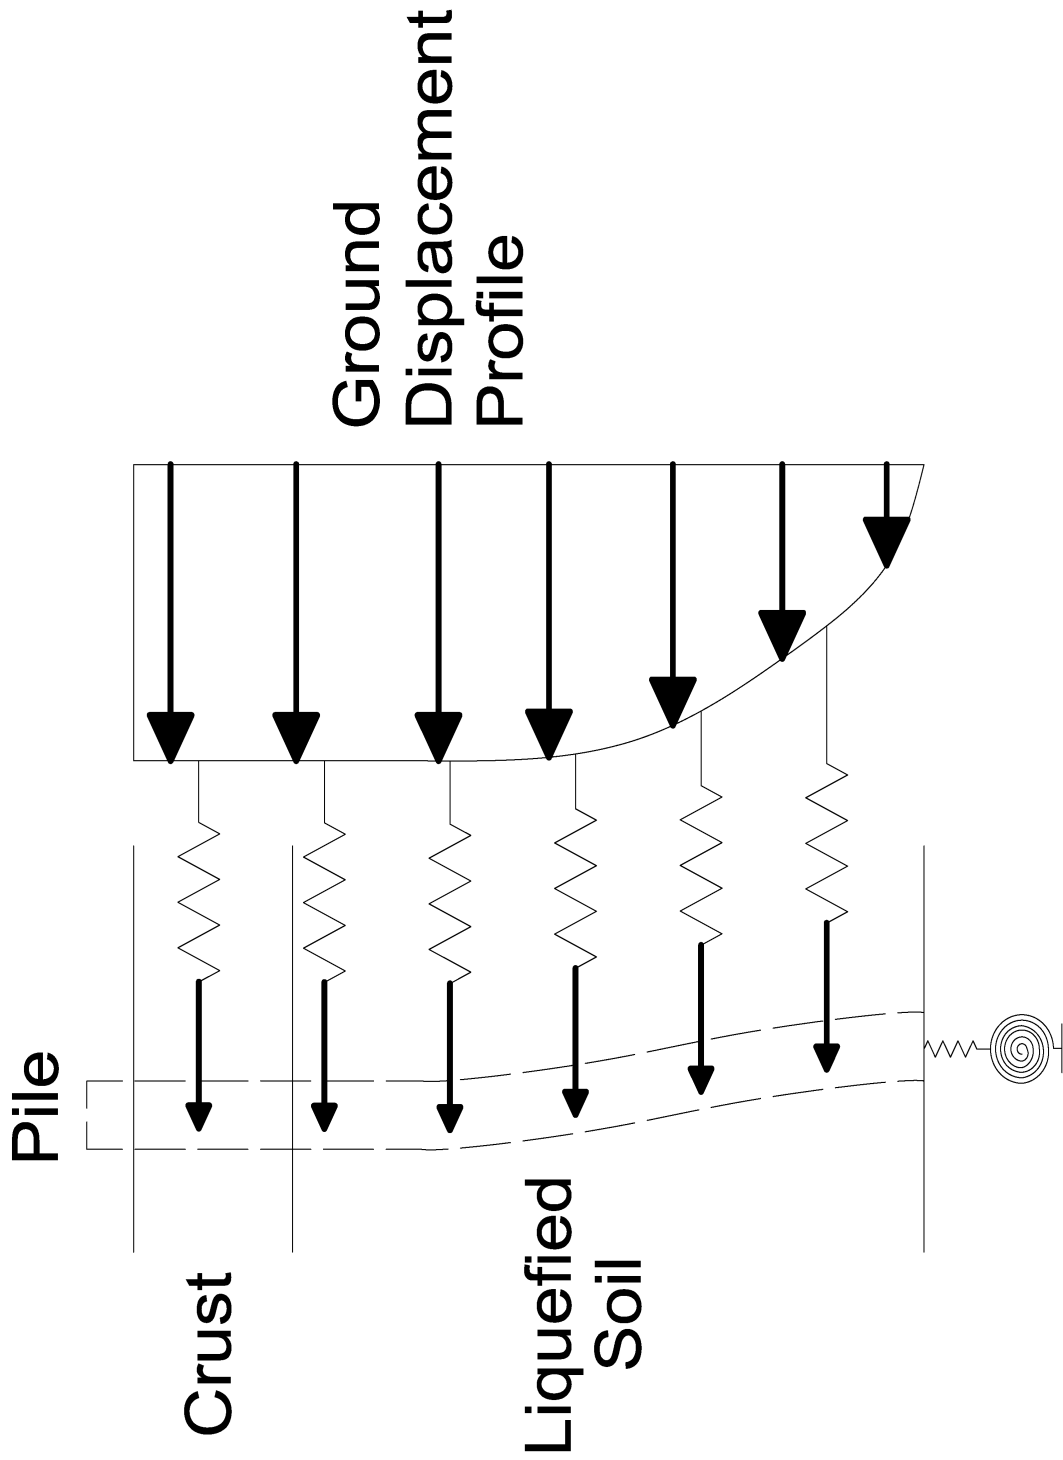 Pile
Crust
Liquefied
Soil
Ground
Displacement
Profile